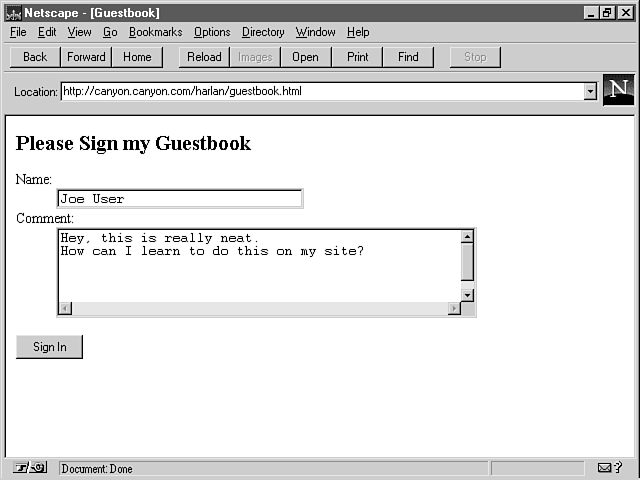 Netscape - [Guestbook]
File Edit View Go Bookmarks Options Directory Window Help
Back Forward Home Reload Images Open Print Find Stop
Location: http://canyon.canyon.com/harlan/guestbook.html N
Please Sign my Guestbook
Name:
Joe User
Comment:
Hey, this is really neat.
How can I learn to do this on my site?
Sign In
Document: Done ?